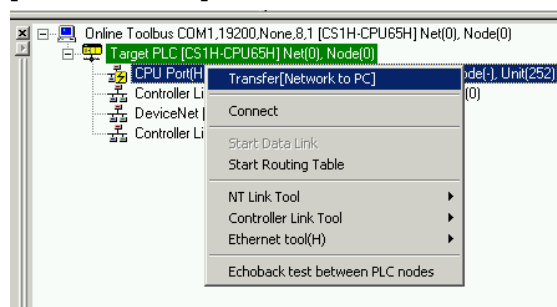 Online Toolbus COM1,19200,None,8,1 [CS1H-CPU65H] Net(0), Node(0)
Target PLC [CS1H-CPU65H] Net(0), Node(0)
CPU Port(H
ode(-), Unit(252)
Controller Li
(0)
DeviceNet
Controller Li
Transfer[Network to PC]
Connect
Start Data Link
Start Routing Table
NT Link Tool
Controller Link Tool
Ethernet tool(H)
Echoback test between PLC nodes